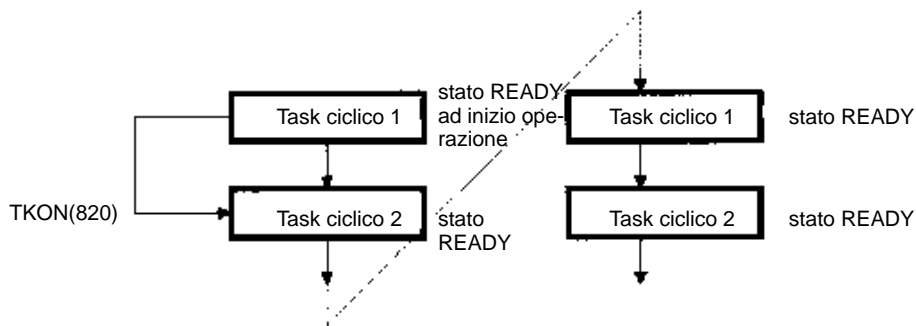 Task ciclico 1
stato READY
ad inizio ope-
razione
Task ciclico 1
stato READY
TKON(820)
Task ciclico 2
stato
READY
Task ciclico 2
stato READY